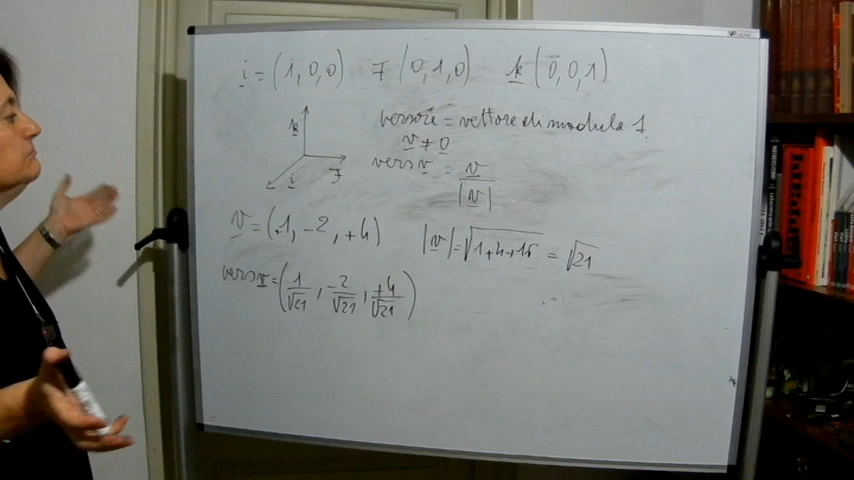 i = (1, 0, 0) J (0, 1, 0) k (0, 0, 1)
versore = vettore di modulo 1
v ≠ 0
vers v = v / |v|
k
i J
v = (1, -2, +4) |v| = √1+4+16 = √21
vers v = (1/√21, -2/√21, +4/√21)